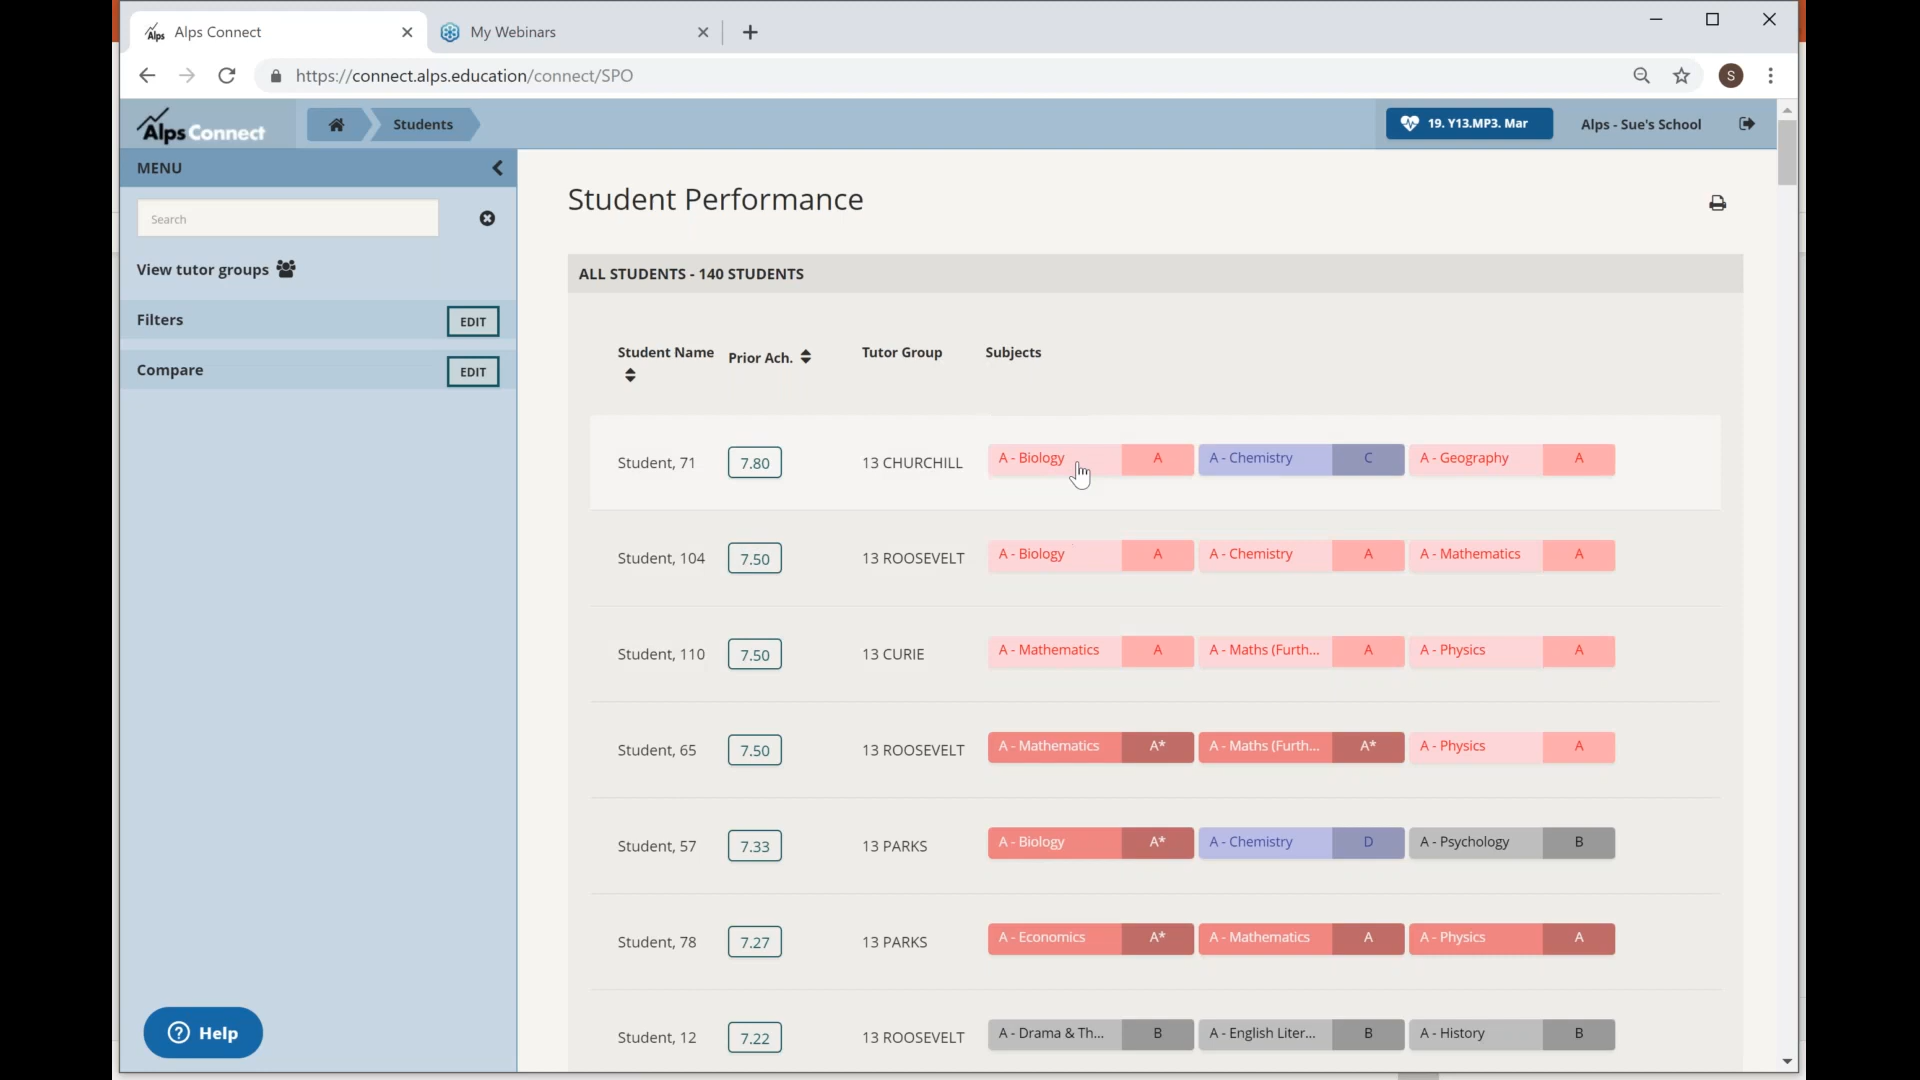 Alps Connect
My Webinars
https://connect.alps.education/connect/SPO
S
Alps Connect
Students
19. Y13.MP3. Mar
Alps - Sue's School
MENU
Search
View tutor groups
Filters
EDIT
Compare
EDIT
Help
Student Performance
ALL STUDENTS - 140 STUDENTS
Student Name Prior Ach. Tutor Group Subjects
Student, 71 7.80 13 CHURCHILL A - Biology A A - Chemistry C A - Geography A
Student, 104 7.50 13 ROOSEVELT A - Biology A A - Chemistry A A - Mathematics A
Student, 110 7.50 13 CURIE A - Mathematics A A - Maths (Furth... A A - Physics A
Student, 65 7.50 13 ROOSEVELT A - Mathematics A* A - Maths (Furth... A* A - Physics A
Student, 57 7.33 13 PARKS A - Biology A* A - Chemistry D A - Psychology B
Student, 78 7.27 13 PARKS A - Economics A* A - Mathematics A A - Physics A
Student, 12 7.22 13 ROOSEVELT A - Drama & Th... B A - English Liter... B A - History B